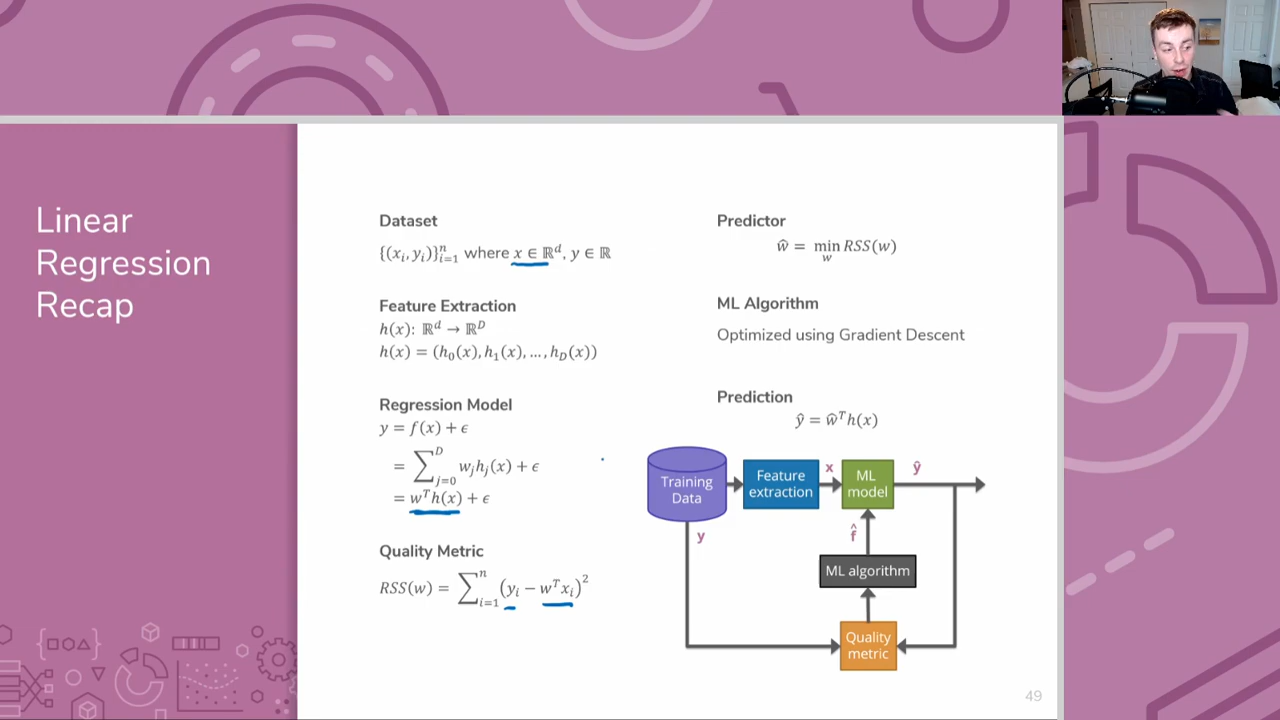 Linear
Regression
Recap
Dataset
{(xᵢ, yᵢ)}ⁿᵢ₌₁ where x ∈ ℝᵈ, y ∈ ℝ
Feature Extraction
h(x): ℝᵈ → ℝᴰ
h(x) = (h₀(x), h₁(x), ..., h_D(x))
Regression Model
y = f(x) + ϵ
= ∑ᴰⱼ₌₀ wⱼhⱼ(x) + ϵ
= wᵀh(x) + ϵ
Quality Metric
RSS(w) = ∑ⁿᵢ₌₁ (yᵢ − wᵀxᵢ)²
Predictor
ŵ = min_w RSS(w)
ML Algorithm
Optimized using Gradient Descent
Prediction
ŷ = ŵᵀh(x)
Training
Data
Feature
extraction
x
ML
model
ŷ
y
f̂
ML algorithm
Quality
metric
49